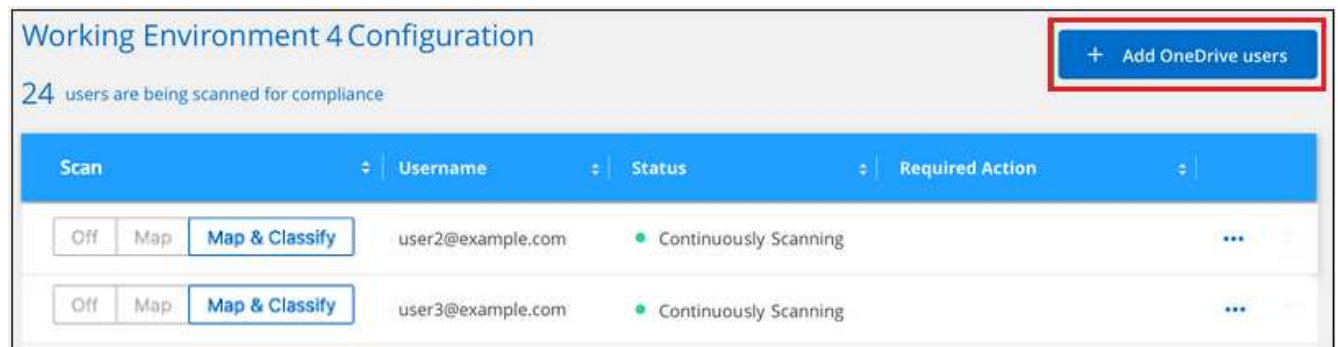 Working Environment 4 Configuration
+ Add OneDrive users
24 users are being scanned for compliance
Scan Username Status Required Action
Off Map Map & Classify user2@example.com Continuously Scanning ...
Off Map Map & Classify user3@example.com Continuously Scanning ...